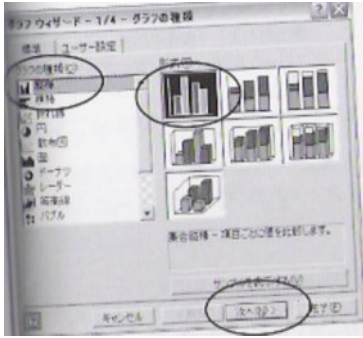 グラフ ウィザード - 1/4 - グラフの種類
標準
ユーザー設定
グラフの種類(C)
形式(T)
縦棒
横棒
折れ線
円
散布図
面
ドーナツ
レーダー
等高線
バブル
集合縦棒 - 項目ごとに値を比較します。
キャンセル
次へ(N) >
完了(F)